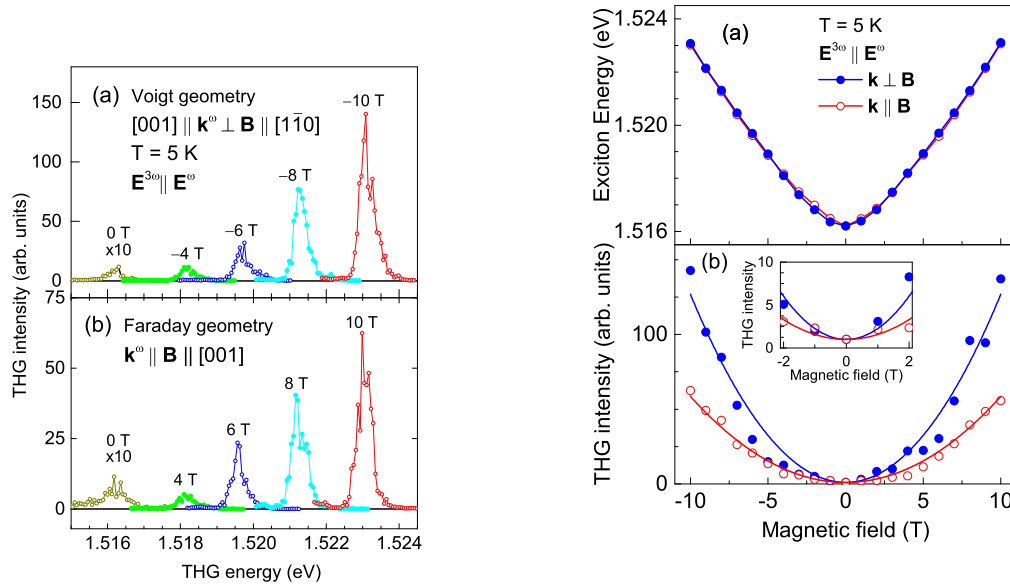 (a) Voigt geometry
[001] || k^ω ⊥ B || [11̄0]
T = 5 K
E^3ω || E^ω
0 T
x10
−4 T
−6 T
−8 T
−10 T
150
100
50
0
THG intensity (arb. units)
(b) Faraday geometry
k^ω || B || [001]
0 T
x10
4 T
6 T
8 T
10 T
75
50
25
0
1.516 1.518 1.520 1.522 1.524
THG energy (eV)
(a)
T = 5 K
E^3ω || E^ω
k ⊥ B
k || B
1.524
1.520
1.516
Exciton Energy (eV)
(b)
100
0
THG intensity (arb. units)
10
5
0
THG intensity
-2 0 2
Magnetic field (T)
-10 -5 0 5 10
Magnetic field (T)